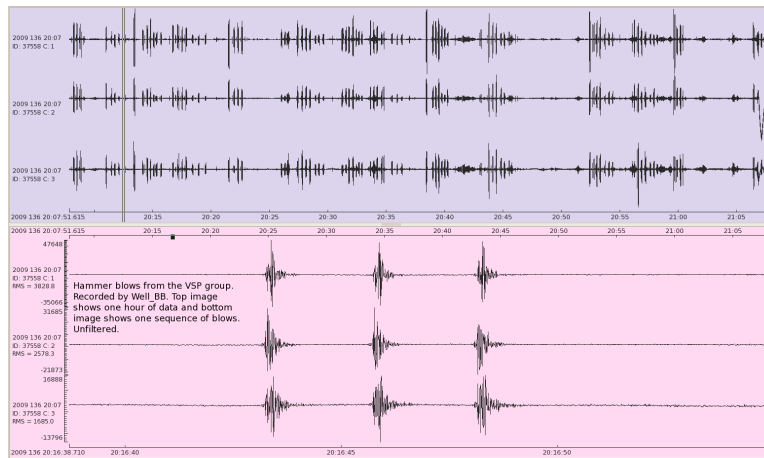 2009 136 20:07
ID: 37558 C: 1
2009 136 20:07
ID: 37558 C: 2
2009 136 20:07
ID: 37558 C: 3
2009 136 20:07:51.615 20:15 20:20 20:25 20:30 20:35 20:40 20:45 20:50 20:55 21:00 21:05
2009 136 20:07:51.615 20:15 20:20 20:25 20:30 20:35 20:40 20:45 20:50 20:55 21:00 21:05
47648
2009 136 20:07
ID: 37558 C: 1
RMS = 3828.8
-35066
Hammer blows from the VSP group.
Recorded by Well_BB. Top image
shows one hour of data and bottom
image shows one sequence of blows.
Unfiltered.
31685
2009 136 20:07
ID: 37558 C: 2
RMS = 2578.3
-21873
16888
2009 136 20:07
ID: 37558 C: 3
RMS = 1685.0
-13796
2009 136 20:16:38.710 20:16:40 20:16:45 20:16:50